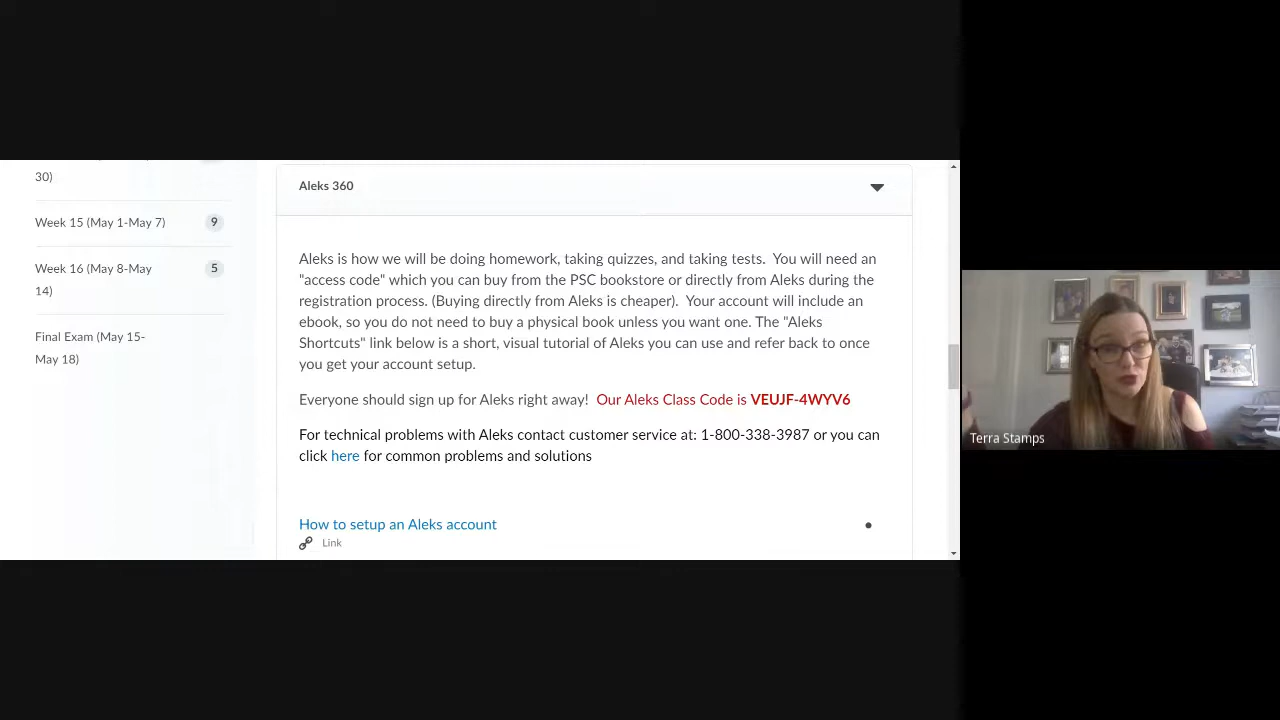 30)
Week 15 (May 1-May 7)
9
Week 16 (May 8-May
14)
5
Final Exam (May 15-
May 18)
Aleks 360
Aleks is how we will be doing homework, taking quizzes, and taking tests.  You will need an
"access code" which you can buy from the PSC bookstore or directly from Aleks during the
registration process. (Buying directly from Aleks is cheaper).  Your account will include an
ebook, so you do not need to buy a physical book unless you want one. The "Aleks
Shortcuts" link below is a short, visual tutorial of Aleks you can use and refer back to once
you get your account setup.
Everyone should sign up for Aleks right away!  Our Aleks Class Code is VEUJF-4WYV6
For technical problems with Aleks contact customer service at: 1-800-338-3987 or you can
click here for common problems and solutions
How to setup an Aleks account
Link
Terra Stamps